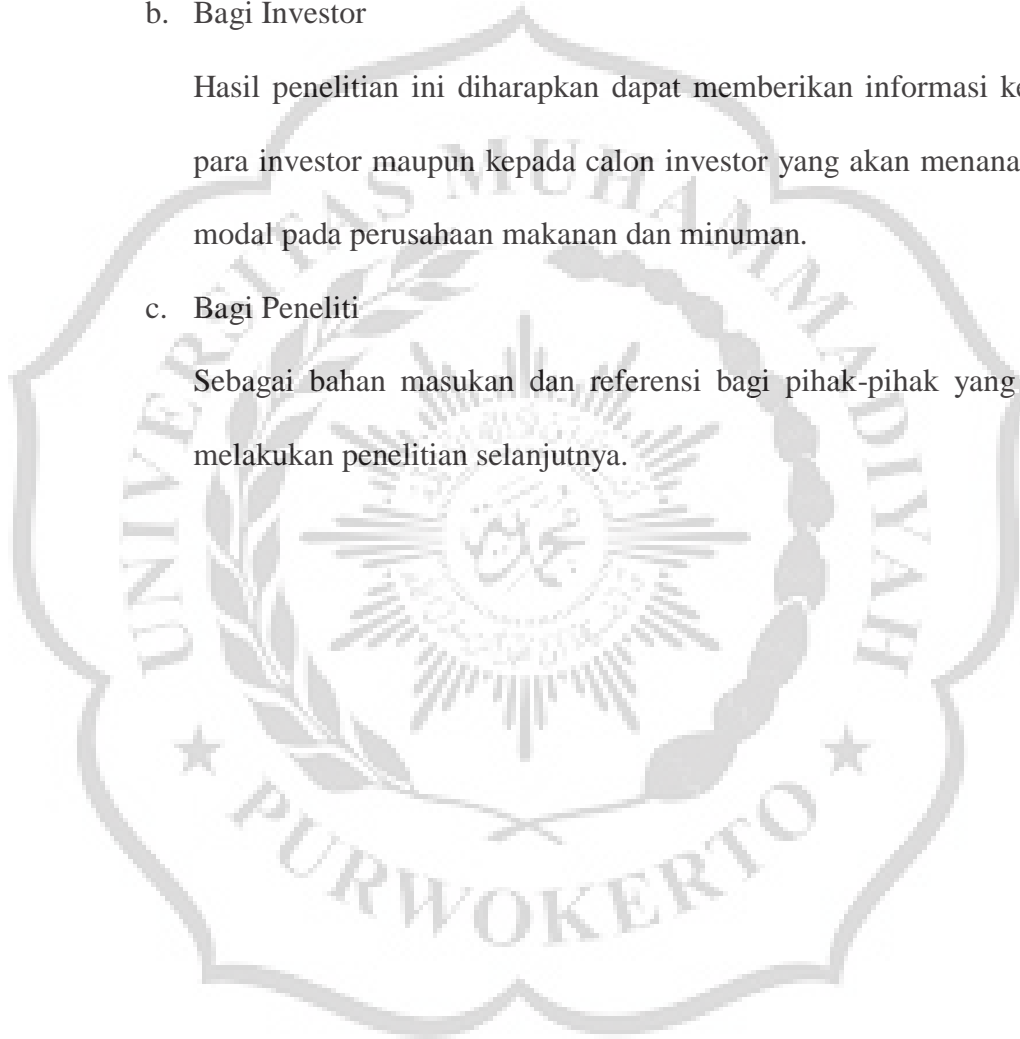 b. Bagi Investor
Hasil penelitian ini diharapkan dapat memberikan informasi ke
para investor maupun kepada calon investor yang akan menana
modal pada perusahaan makanan dan minuman.
c. Bagi Peneliti
Sebagai bahan masukan dan referensi bagi pihak-pihak yang
melakukan penelitian selanjutnya.
UNIVERSITAS MUHAMMADIYAH
PURWOKERTO